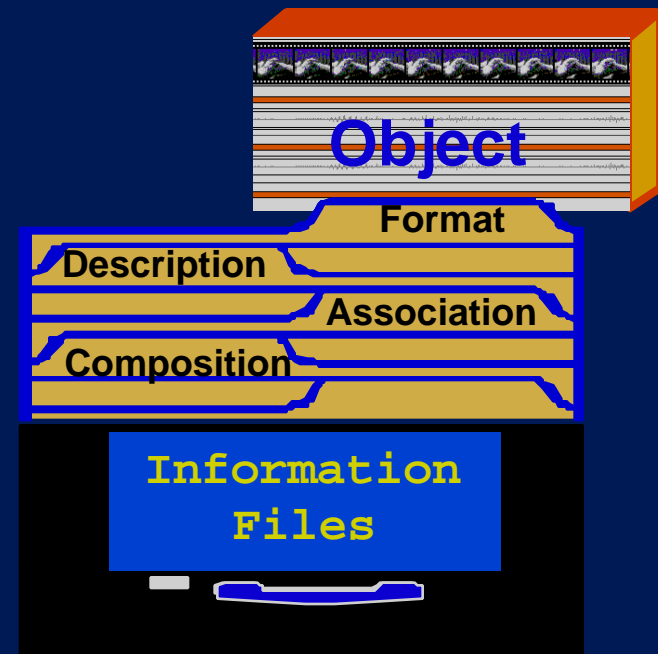 Object
Format
Description
Association
Composition
Information
Files